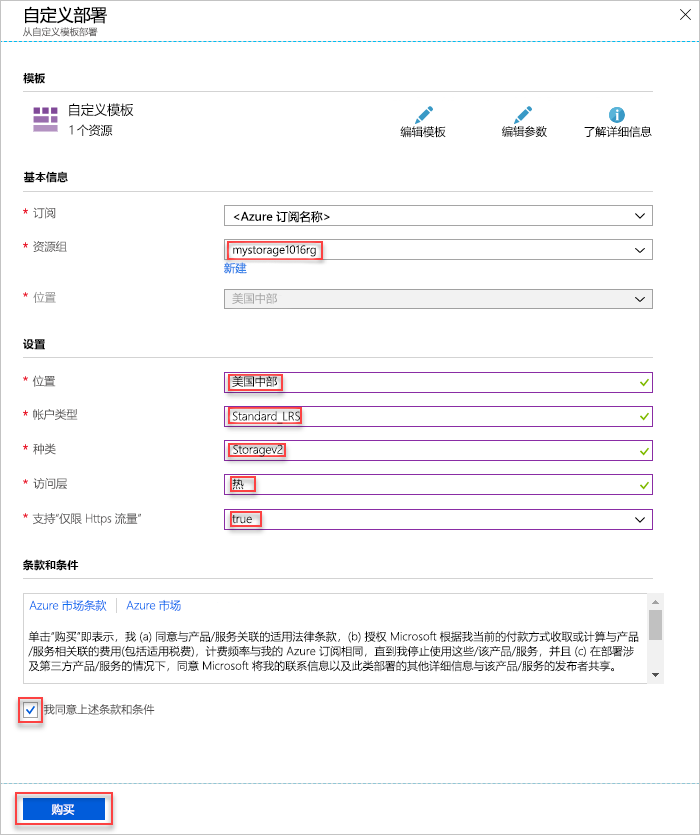 自定义部署
从自定义模板部署
模板
自定义模板
1 个资源
编辑模板
编辑参数
了解详细信息
基本信息
* 订阅
<Azure 订阅名称>
* 资源组
mystorage1016rg
新建
* 位置
美国中部
设置
* 位置
美国中部
* 帐户类型
Standard_LRS
* 种类
Storagev2
* 访问层
热
* 支持“仅限 Https 流量”
true
条款和条件
Azure 市场条款 | Azure 市场
单击“购买”即表示，我 (a) 同意与产品/服务关联的适用法律条款，(b) 授权 Microsoft 根据我当前的付款方式收取或计算与产品
/服务相关联的费用(包括适用税费)，计费频率与我的 Azure 订阅相同，直到我停止使用这些/该产品/服务，并且 (c) 在部署涉
及第三方产品/服务的情况下，同意 Microsoft 将我的联系信息以及此类部署的其他详细信息与该产品/服务的发布者共享。
我同意上述条款和条件
购买